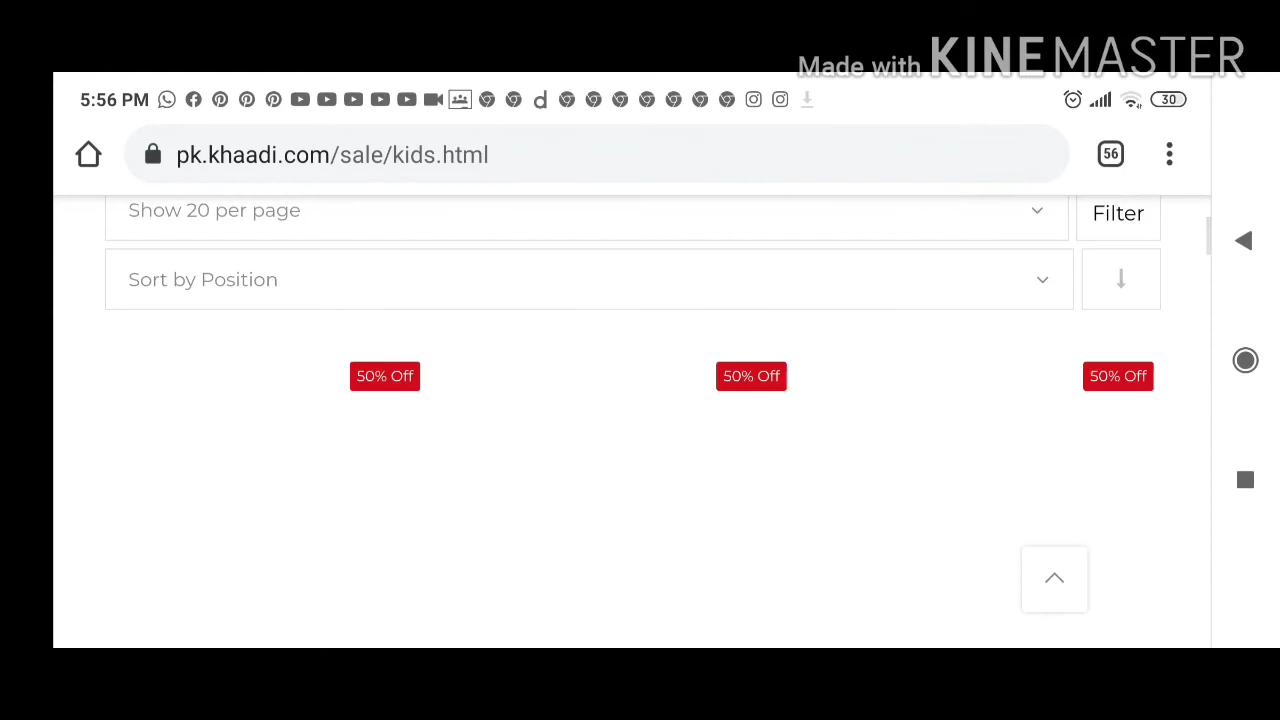 Made with KINEMASTER
5:56 PM d 30
pk.khaadi.com/sale/kids.html 56
Show 20 per page Filter
Sort by Position
50% Off 50% Off 50% Off